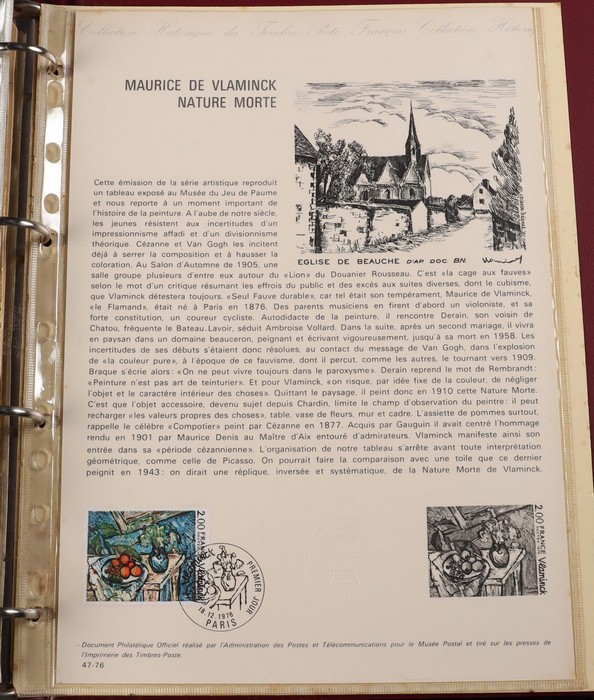 Collection Historique du Timbre Poste Français Collection Histori
MAURICE DE VLAMINCK
NATURE MORTE
EGLISE DE BEAUCHE D'AP. DOC. BN
Cette émission de la série artistique reproduit
un tableau exposé au Musée du Jeu de Paume
et nous reporte à un moment important de
l'histoire de la peinture. A l'aube de notre siècle,
les jeunes résistent aux incertitudes d'un
impressionnisme affadi et d'un divisionnisme
théorique. Cézanne et Van Gogh les incitent
déjà à serrer la composition et à hausser la
coloration. Au Salon d'Automne de 1905, une
salle groupe plusieurs d'entre eux autour du «Lion» du Douanier Rousseau. C'est «la cage aux fauves»
selon le mot d'un critique résumant les effrois du public et des excès aux suites diverses, dont le cubisme,
que Vlaminck détestera toujours. «Seul Fauve durable», car tel était son tempérament, Maurice de Vlaminck,
«le Flamand», était né à Paris en 1876. Des parents musiciens en firent d'abord un violoniste, et sa
forte constitution, un coureur cycliste. Autodidacte de la peinture, il rencontre Derain, son voisin de
Chatou, fréquente le Bateau.Lavoir, séduit Ambroise Vollard. Dans la suite, après un second mariage, il vivra
en paysan dans un domaine beauceron, peignant et écrivant vigoureusement, jusqu'à sa mort en 1958. Les
incertitudes de ses débuts s'étaient donc résolues, au contact du message de Van Gogh, dans l'explosion
de «la couleur pure», à l'époque de ce fauvisme, dont il perçut, comme les autres, le tournant vers 1909.
Braque s'écrie alors: «On ne peut vivre toujours dans le paroxysme». Derain reprend le mot de Rembrandt:
«Peinture n'est pas art de teinturier». Et pour Vlaminck, «on risque, par idée fixe de la couleur, de négliger
l'objet et le caractère intérieur des choses». Quittant le paysage, il peint donc en 1910 cette Nature Morte.
C'est que l'objet accessoire, devenu sujet depuis Chardin, limite le champ d'observation du peintre: il peut
recharger «les valeurs propres des choses», table, vase de fleurs, mur et cadre. L'assiette de pommes surtout,
rappelle le célèbre «Compotier» peint par Cézanne en 1877. Acquis par Gauguin il avait centré l'hommage
rendu en 1901 par Maurice Denis au Maître d'Aix entouré d'admirateurs. Vlaminck manifeste ainsi son
entrée dans sa «période cézannienne». L'organisation de notre tableau s'arrête avant toute interprétation
géométrique, comme celle de Picasso. On pourrait faire la comparaison avec une toile que ce dernier
peignit en 1943: on dirait une réplique, inversée et systématique, de la Nature Morte de Vlaminck.
2.00 FRANCE
Vlaminck
PREMIER JOUR
18.12.1976
PARIS
2.00 FRANCE
Vlaminck
Document Philatélique Officiel réalisé par l'Administration des Postes et Télécommunications pour le Musée Postal et tiré sur les presses de
l'Imprimerie des Timbres-Poste.
47-76